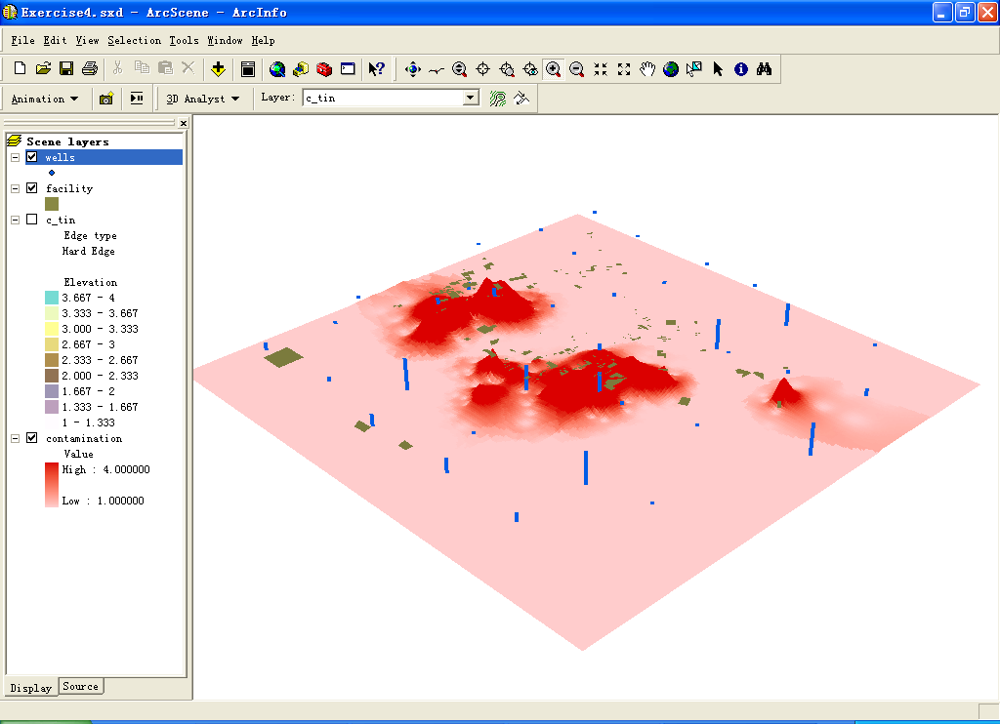 Exercise4.sxd - ArcScene - ArcInfo
File Edit View Selection Tools Window Help
Animation 3D Analyst Layer: c_tin
Scene layers
wells
facility
c_tin
Edge type
Hard Edge
Elevation
3.667 - 4
3.333 - 3.667
3.000 - 3.333
2.667 - 3
2.333 - 2.667
2.000 - 2.333
1.667 - 2
1.333 - 1.667
1 - 1.333
contamination
Value
High : 4.000000
Low : 1.000000
Display Source